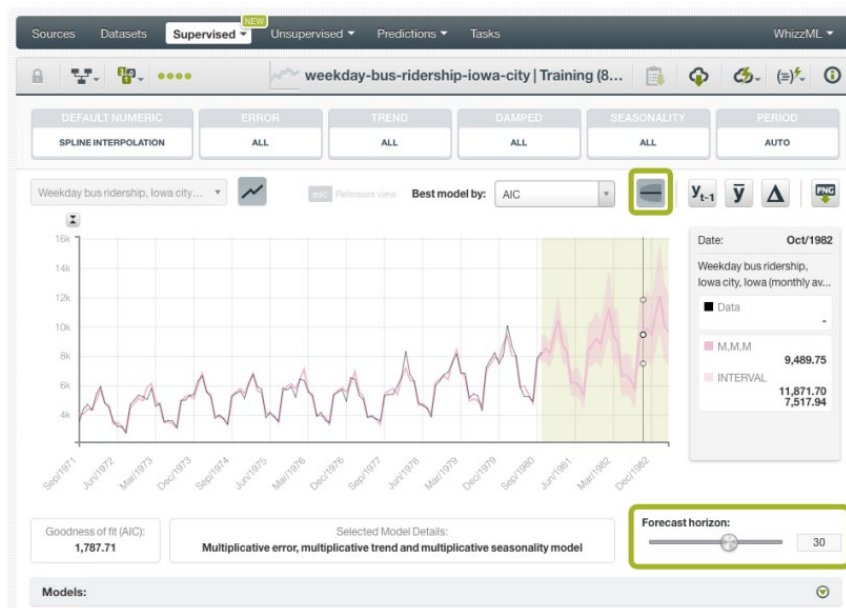 NEW
Sources Datasets Supervised Unsupervised Predictions Tasks WhizzML
weekday-bus-ridership-iowa-city | Training (8...
DEFAULT NUMERIC ERROR TREND DAMPED SEASONALITY PERIOD
SPLINE INTERPOLATION ALL ALL ALL ALL AUTO
Weekday bus ridership, Iowa city... esc Releases view Best model by: AIC yt-1 y Δ PNG
16k
14k
12k
10k
8k
6k
4k
Sep/1971 Jun/1972 Mar/1973 Dec/1973 Sep/1974 Jun/1975 Mar/1976 Dec/1976 Sep/1977 Jun/1978 Mar/1979 Dec/1979 Sep/1980 Jun/1981 Mar/1982 Dec/1982
Date: Oct/1982
Weekday bus ridership,
Iowa city, Iowa (monthly av...
Data
-
M,M,M
9,489.75
INTERVAL
11,871.70
7,517.94
Goodness of fit (AIC):
1,787.71
Selected Model Details:
Multiplicative error, multiplicative trend and multiplicative seasonality model
Forecast horizon:
30
Models: